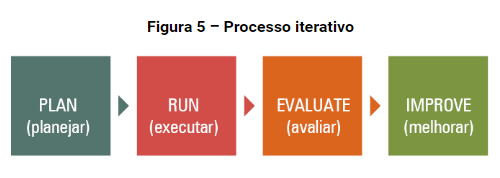 Figura 5 – Processo iterativo
PLAN
(planejar)
RUN
(executar)
EVALUATE
(avaliar)
IMPROVE
(melhorar)